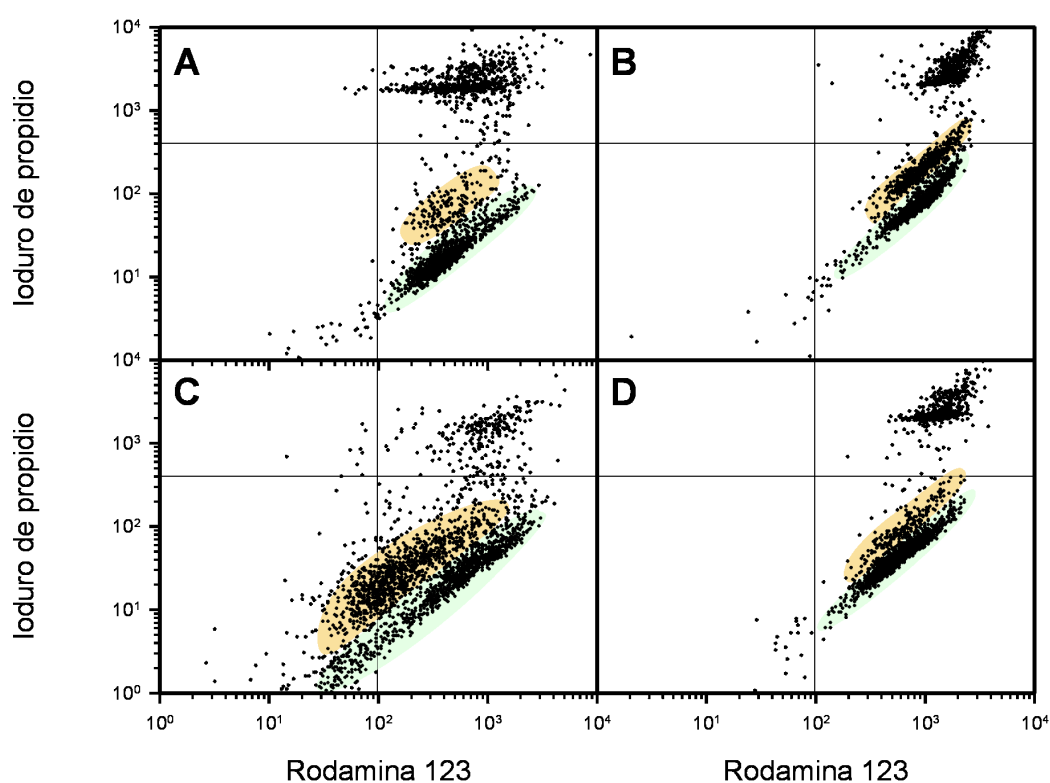 10⁴
A
B
10³
10²
10¹
10⁴
Ioduro de propidio
C
D
10³
10²
10¹
10⁰
Ioduro de propidio
10⁰ 10¹ 10² 10³ 10⁴ 10¹ 10² 10³ 10⁴
Rodamina 123 Rodamina 123